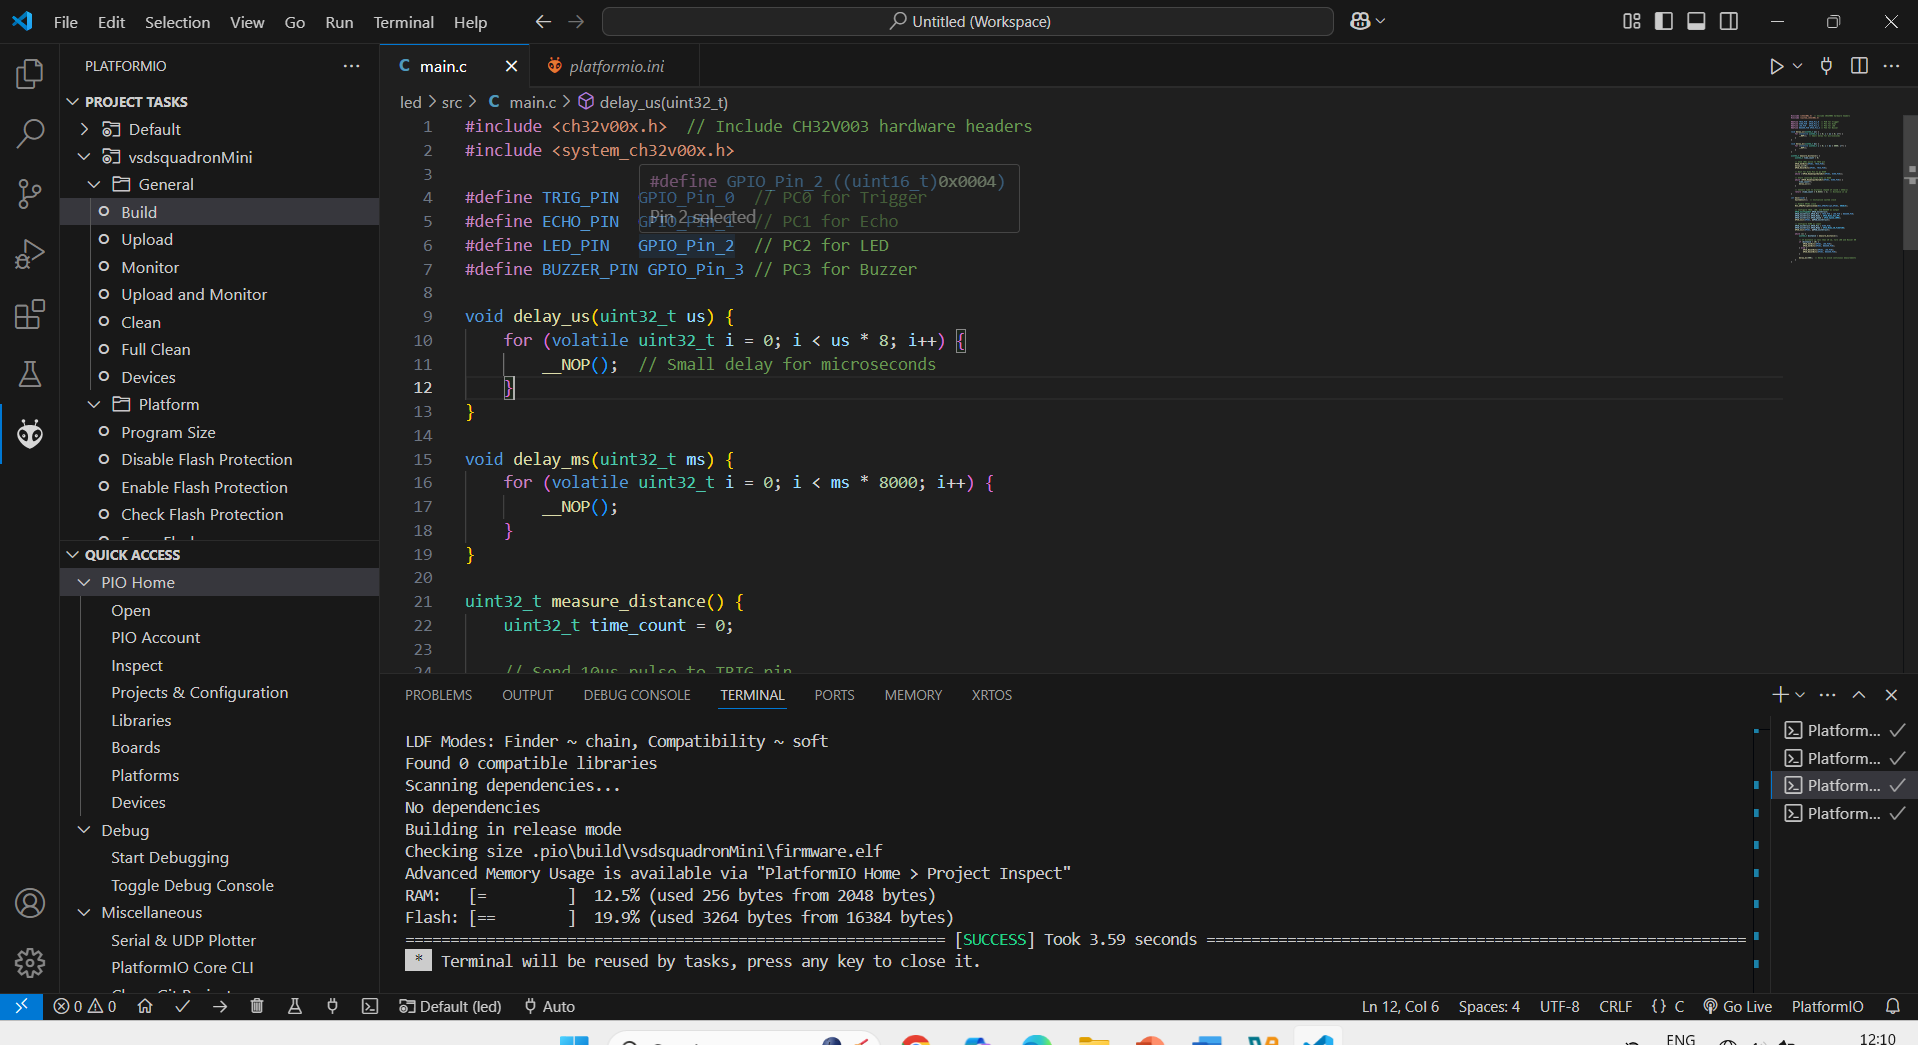 File Edit Selection View Go Run Terminal Help
Untitled (Workspace)
PLATFORMIO
PROJECT TASKS
Default
vsdsquadronMini
General
Build
Upload
Monitor
Upload and Monitor
Clean
Full Clean
Devices
Platform
Program Size
Disable Flash Protection
Enable Flash Protection
Check Flash Protection
QUICK ACCESS
PIO Home
Open
PIO Account
Inspect
Projects & Configuration
Libraries
Boards
Platforms
Devices
Debug
Start Debugging
Toggle Debug Console
Miscellaneous
Serial & UDP Plotter
PlatformIO Core CLI
C main.c
platformio.ini
led > src > C main.c > delay_us(uint32_t)
1 #include <ch32v00x.h>  // Include CH32V003 hardware headers
2 #include <system_ch32v00x.h>
3
#define GPIO_Pin_2 ((uint16_t)0x0004)
4 #define TRIG_PIN  GPIO_Pin_0  // PC0 for Trigger
Pin 2 selected
5 #define ECHO_PIN  GPIO_Pin_1  // PC1 for Echo
6 #define LED_PIN   GPIO_Pin_2  // PC2 for LED
7 #define BUZZER_PIN GPIO_Pin_3 // PC3 for Buzzer
8
9 void delay_us(uint32_t us) {
10     for (volatile uint32_t i = 0; i < us * 8; i++) {
11         __NOP();  // Small delay for microseconds
12     }
13 }
14
15 void delay_ms(uint32_t ms) {
16     for (volatile uint32_t i = 0; i < ms * 8000; i++) {
17         __NOP();
18     }
19 }
20
21 uint32_t measure_distance() {
22     uint32_t time_count = 0;
23
24     // Send 10us pulse to TRIG pin
PROBLEMS OUTPUT DEBUG CONSOLE TERMINAL PORTS MEMORY XRTOS
LDF Modes: Finder ~ chain, Compatibility ~ soft
Found 0 compatible libraries
Scanning dependencies...
No dependencies
Building in release mode
Checking size .pio\build\vsdsquadronMini\firmware.elf
Advanced Memory Usage is available via "PlatformIO Home > Project Inspect"
RAM:   [=         ]  12.5% (used 256 bytes from 2048 bytes)
Flash: [==        ]  19.9% (used 3264 bytes from 16384 bytes)
============================================================ [SUCCESS] Took 3.59 seconds ============================================================
* Terminal will be reused by tasks, press any key to close it.
Platform...
Platform...
Platform...
Platform...
0 0 Default (led) Auto
Ln 12, Col 6 Spaces: 4 UTF-8 CRLF {} C Go Live PlatformIO
ENG
12:10